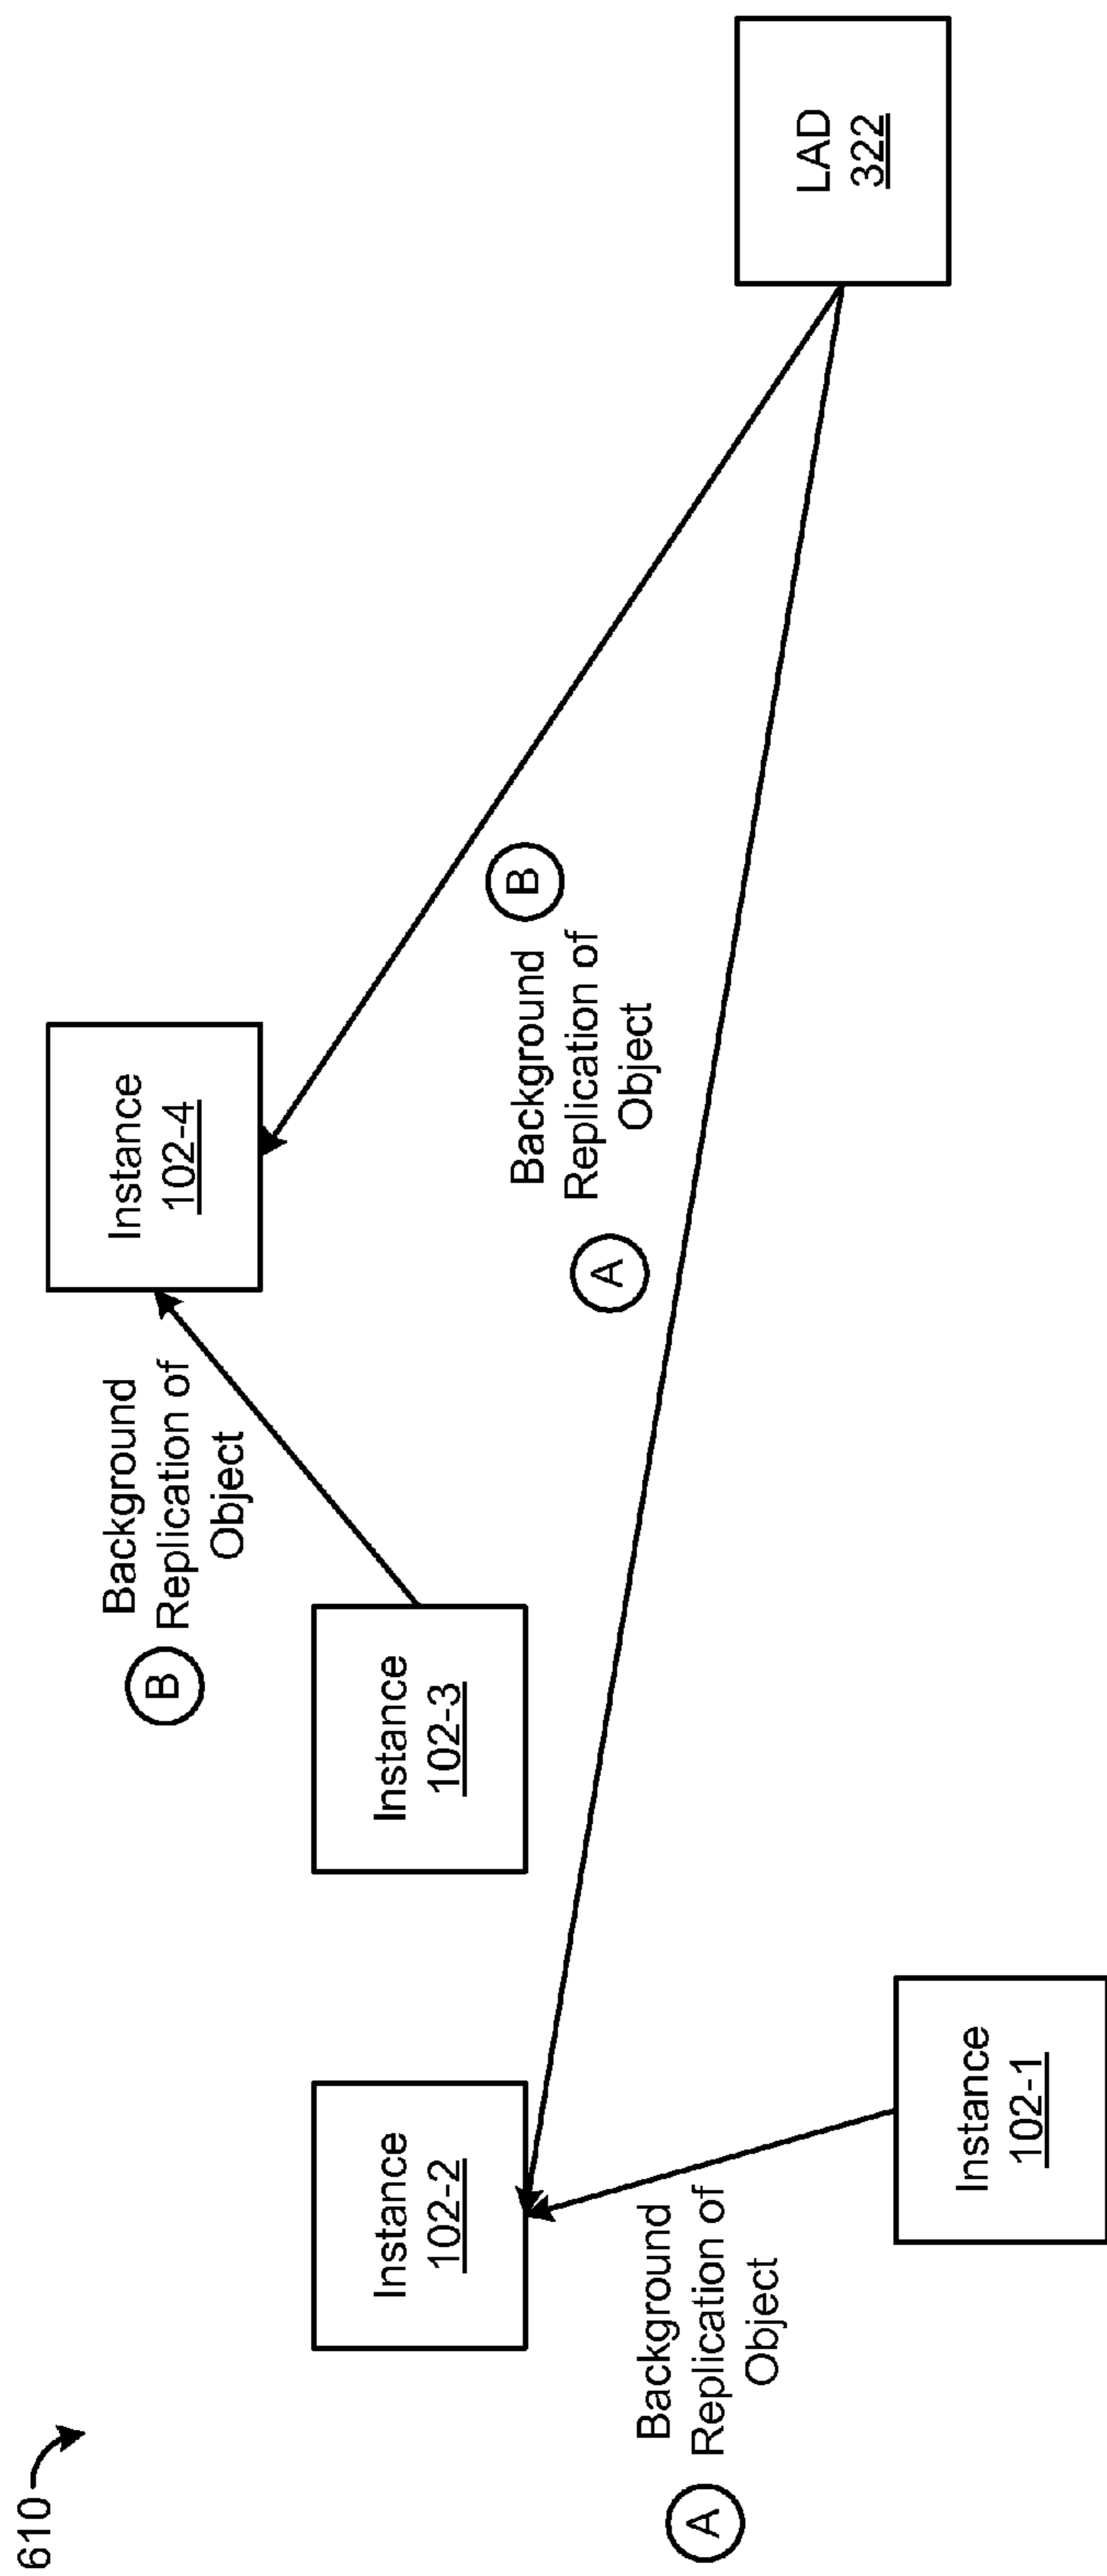 610
Background
Replication of
Object
B
Instance
102-4
Instance
102-2
Instance
102-3
Background
Replication of
Object
B
A
LAD
322
Background
Replication of
Object
A
Instance
102-1